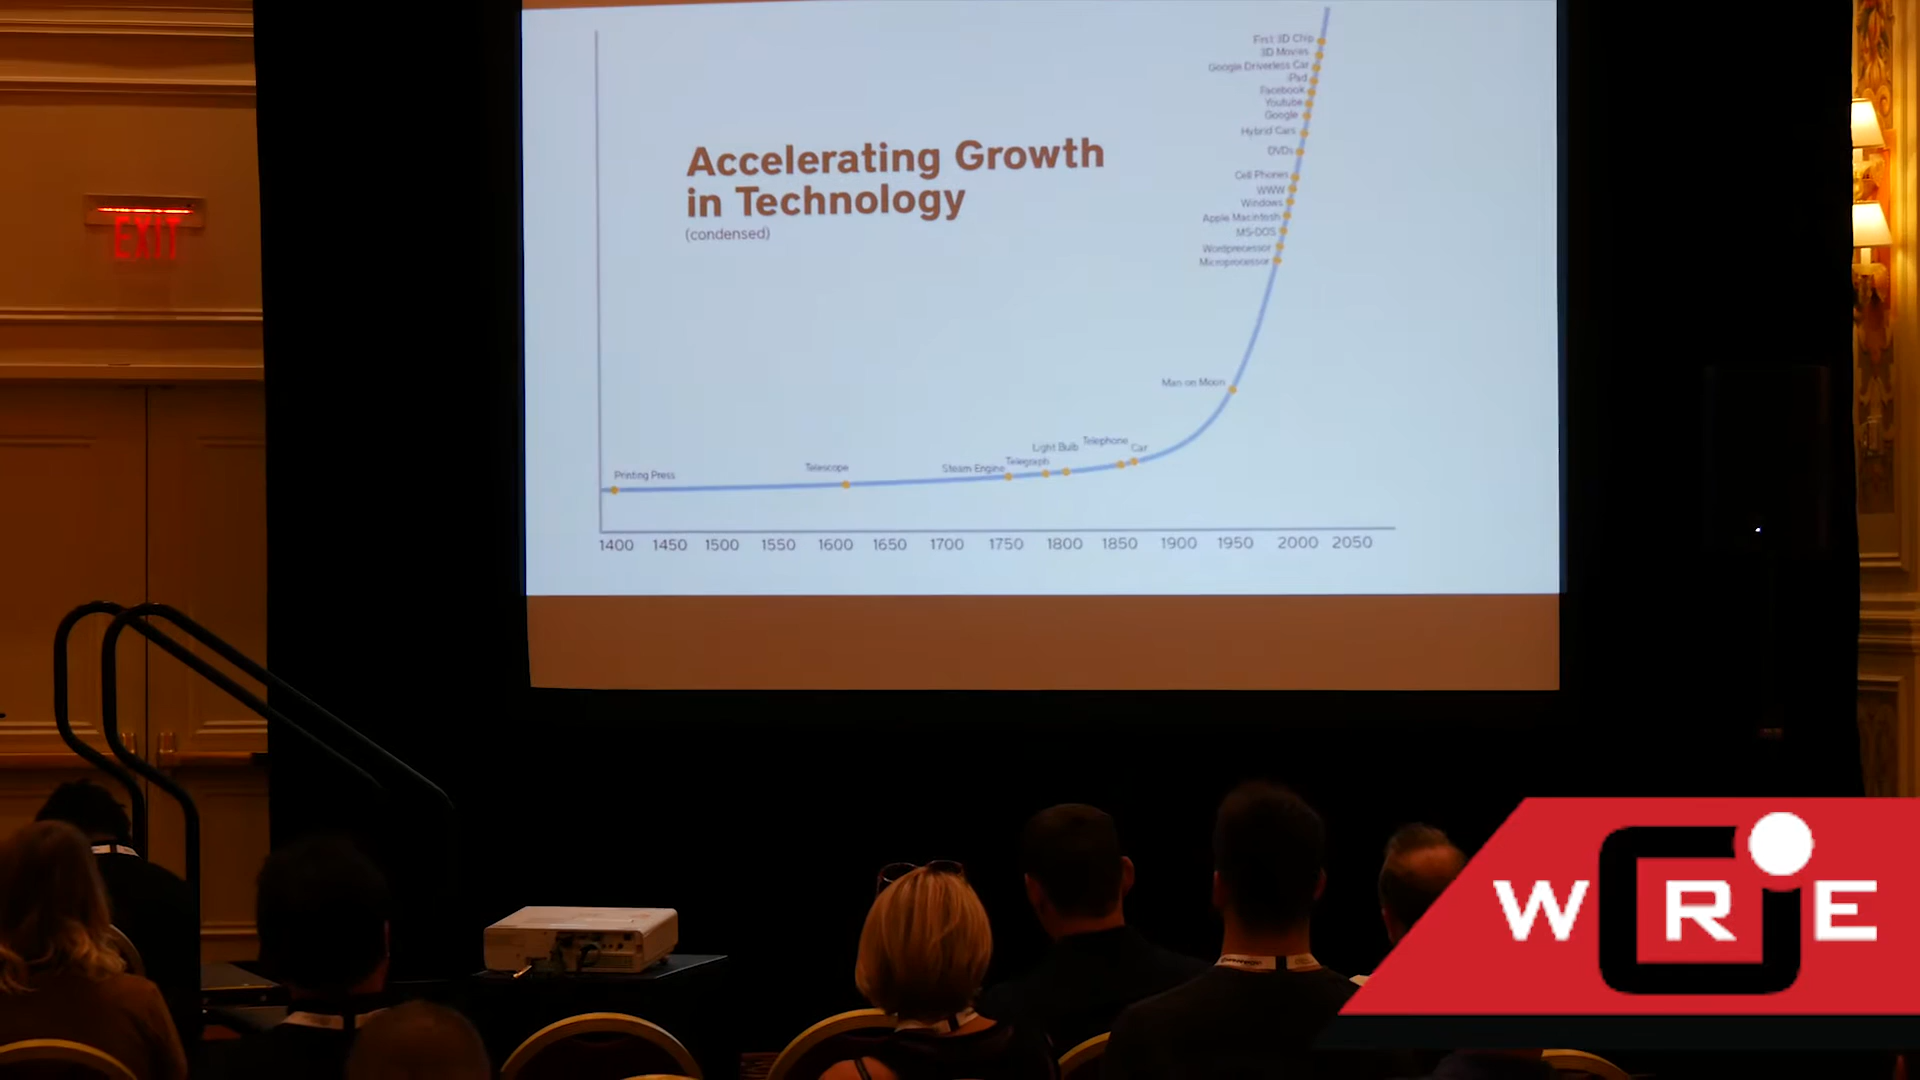 EXIT
Accelerating Growth
in Technology
(condensed)
First 3D Chip
3D Movies
Google Driverless Car
iPad
Facebook
Youtube
Google
Hybrid Cars
DVDs
Cell Phones
WWW
Windows
Apple Macintosh
MS-DOS
Wordprocessor
Microprocessor
Man on Moon
Car
Telephone
Light Bulb
Telegraph
Steam Engine
Telescope
Printing Press
1400 1450 1500 1550 1600 1650 1700 1750 1800 1850 1900 1950 2000 2050
W R E